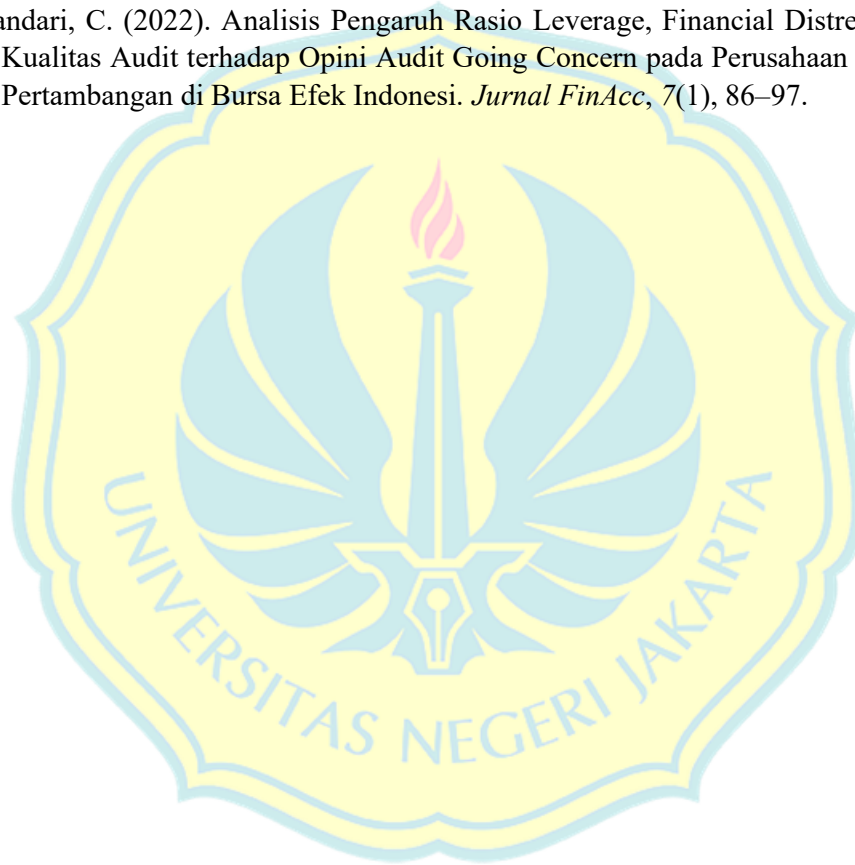 andari, C. (2022). Analisis Pengaruh Rasio Leverage, Financial Distre
Kualitas Audit terhadap Opini Audit Going Concern pada Perusahaan
Pertambangan di Bursa Efek Indonesi. Jurnal FinAcc, 7(1), 86–97.
UNIVERSITAS NEGERI JAKARTA